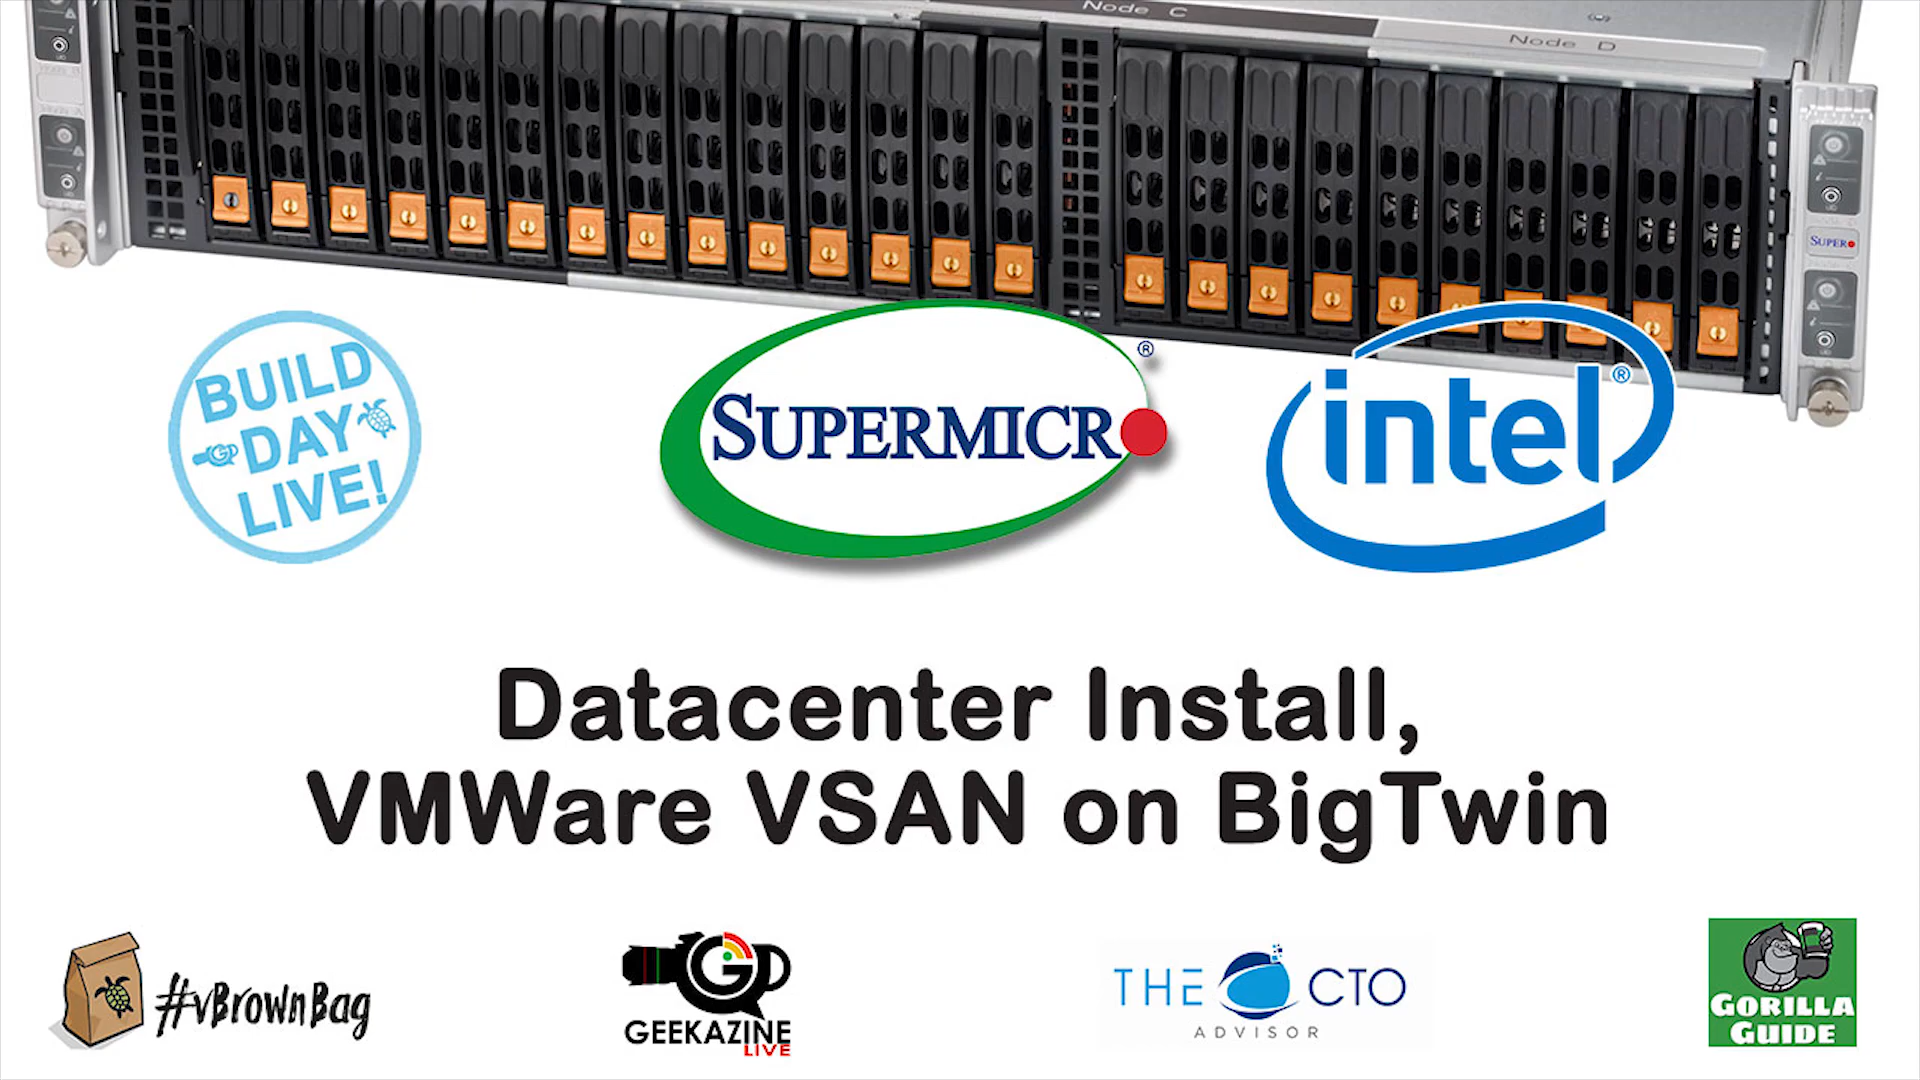 Node C
Node D
SUPER
BUILD
DAY
LIVE!
SUPERMICR
®
intel
®
Datacenter Install,
VMWare VSAN on BigTwin
#vBrownBag
GEEKAZINE
LIVE
THE CTO
ADVISOR
GORILLA
GUIDE